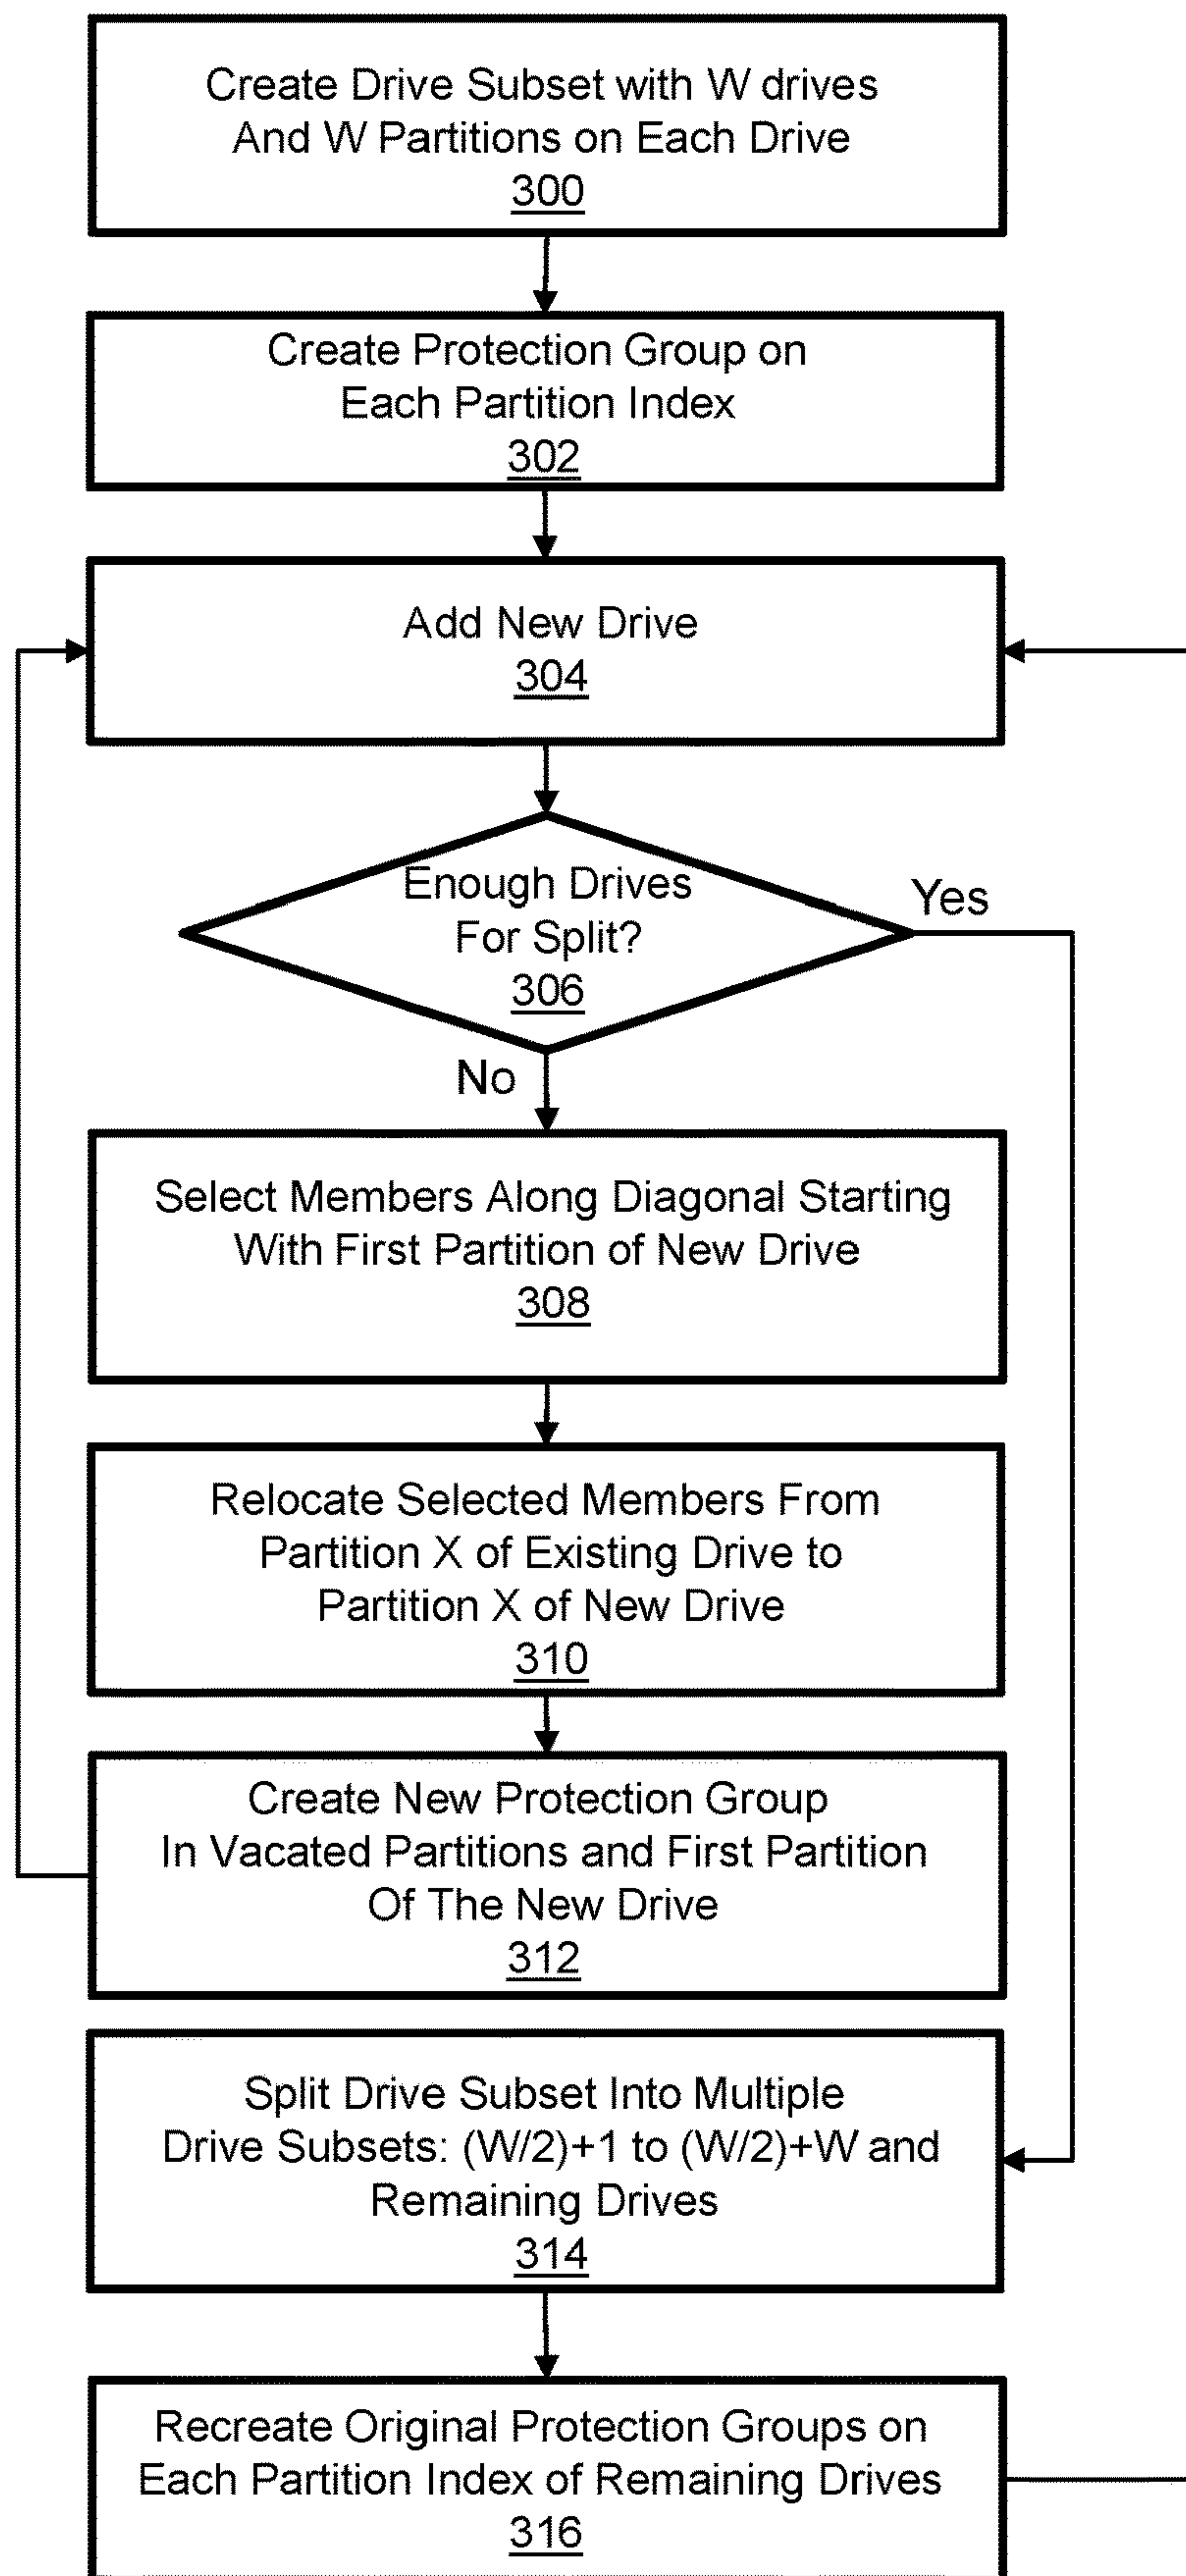 Create Drive Subset with W drives
And W Partitions on Each Drive
300
Create Protection Group on
Each Partition Index
302
Add New Drive
304
Enough Drives
For Split?
306
Yes
No
Select Members Along Diagonal Starting
With First Partition of New Drive
308
Relocate Selected Members From
Partition X of Existing Drive to
Partition X of New Drive
310
Create New Protection Group
In Vacated Partitions and First Partition
Of The New Drive
312
Split Drive Subset Into Multiple
Drive Subsets: (W/2)+1 to (W/2)+W and
Remaining Drives
314
Recreate Original Protection Groups on
Each Partition Index of Remaining Drives
316